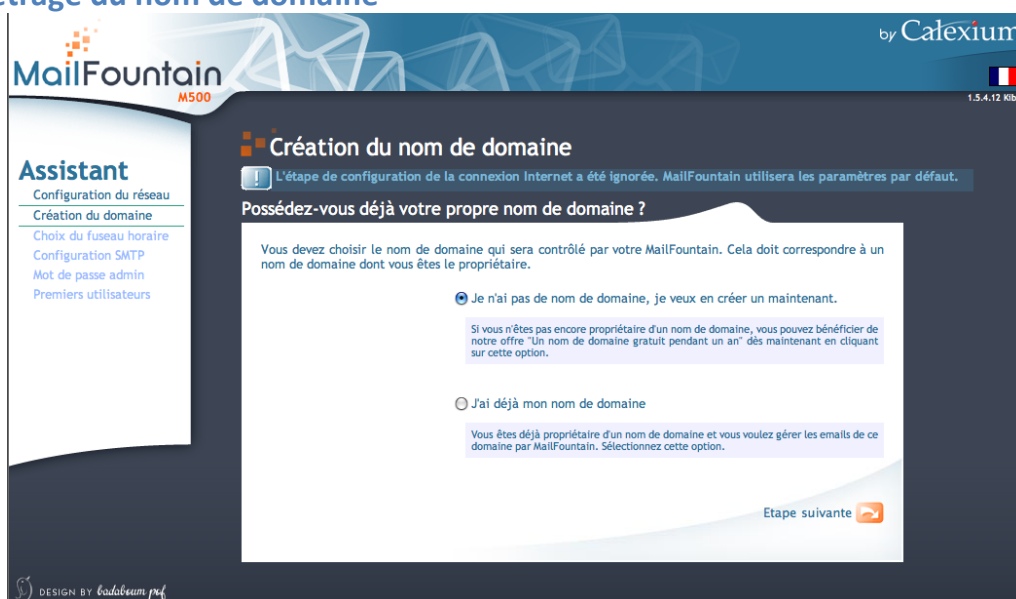 étrage du nom de domaine
by Calexium
MailFountain
M500
1.5.4.12 Kib
Assistant
Configuration du réseau
Création du domaine
Choix du fuseau horaire
Configuration SMTP
Mot de passe admin
Premiers utilisateurs
Création du nom de domaine
L'étape de configuration de la connexion Internet a été ignorée. MailFountain utilisera les paramètres par défaut.
Possédez-vous déjà votre propre nom de domaine ?
Vous devez choisir le nom de domaine qui sera contrôlé par votre MailFountain. Cela doit correspondre à un
nom de domaine dont vous êtes le propriétaire.
Je n'ai pas de nom de domaine, je veux en créer un maintenant.
Si vous n'êtes pas encore propriétaire d'un nom de domaine, vous pouvez bénéficier de
notre offre "Un nom de domaine gratuit pendant un an" dès maintenant en cliquant
sur cette option.
J'ai déjà mon nom de domaine
Vous êtes déjà propriétaire d'un nom de domaine et vous voulez gérer les emails de ce
domaine par MailFountain. Sélectionnez cette option.
Etape suivante
DESIGN BY badabeum